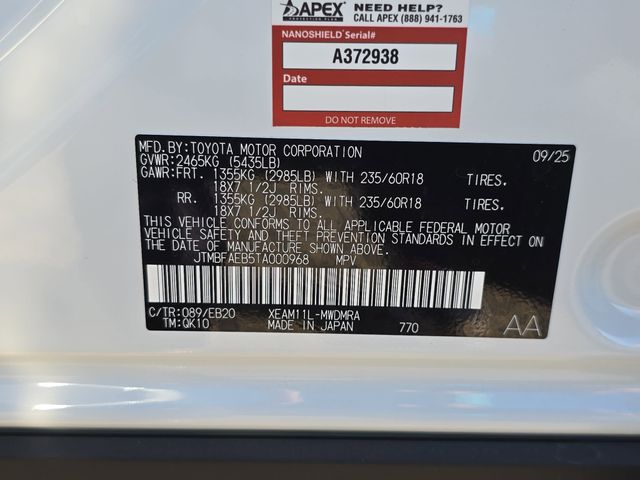 APEX NEED HELP?
CALL APEX (888) 941-1763
NANOSHIELD Serial#
A372938
Date
DO NOT REMOVE
MFD. BY: TOYOTA MOTOR CORPORATION 09/25
GVWR: 2465KG (5435LB)
GAWR: FRT. 1355KG (2985LB) WITH 235/60R18 TIRES.
18X7 1/2J RIMS.
RR. 1355KG (2985LB) WITH 235/60R18 TIRES.
18X7 1/2J RIMS.
THIS VEHICLE CONFORMS TO ALL APPLICABLE FEDERAL MOTOR
VEHICLE SAFETY AND THEFT PREVENTION STANDARDS IN EFFECT
ON THE DATE OF MANUFACTURE SHOWN ABOVE.
JTMBFAEB5TA000968 MPV
C/TR: 089/EB20 XEAM11L-MWDMRA
TM: QK10 MADE IN JAPAN 770 AA